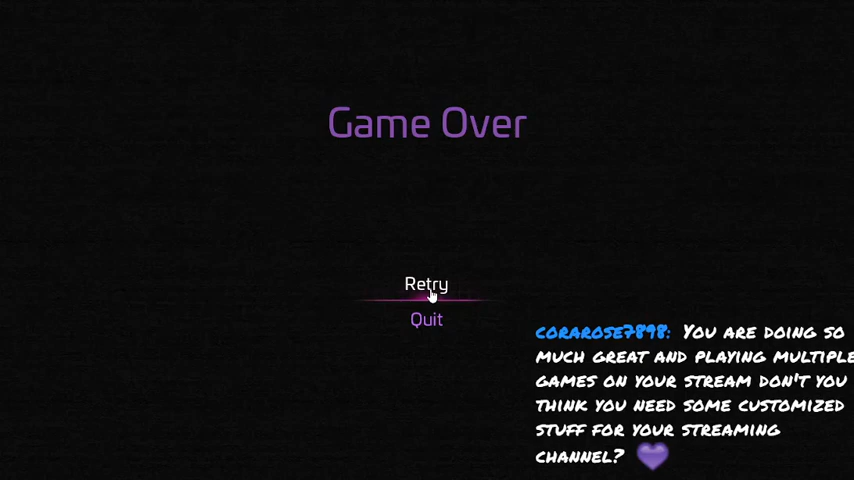 Game Over
Retry
Quit
corarose7898: You are doing so
much great and playing multiple
games on your stream don't you
think you need some customized
stuff for your streaming
channel?